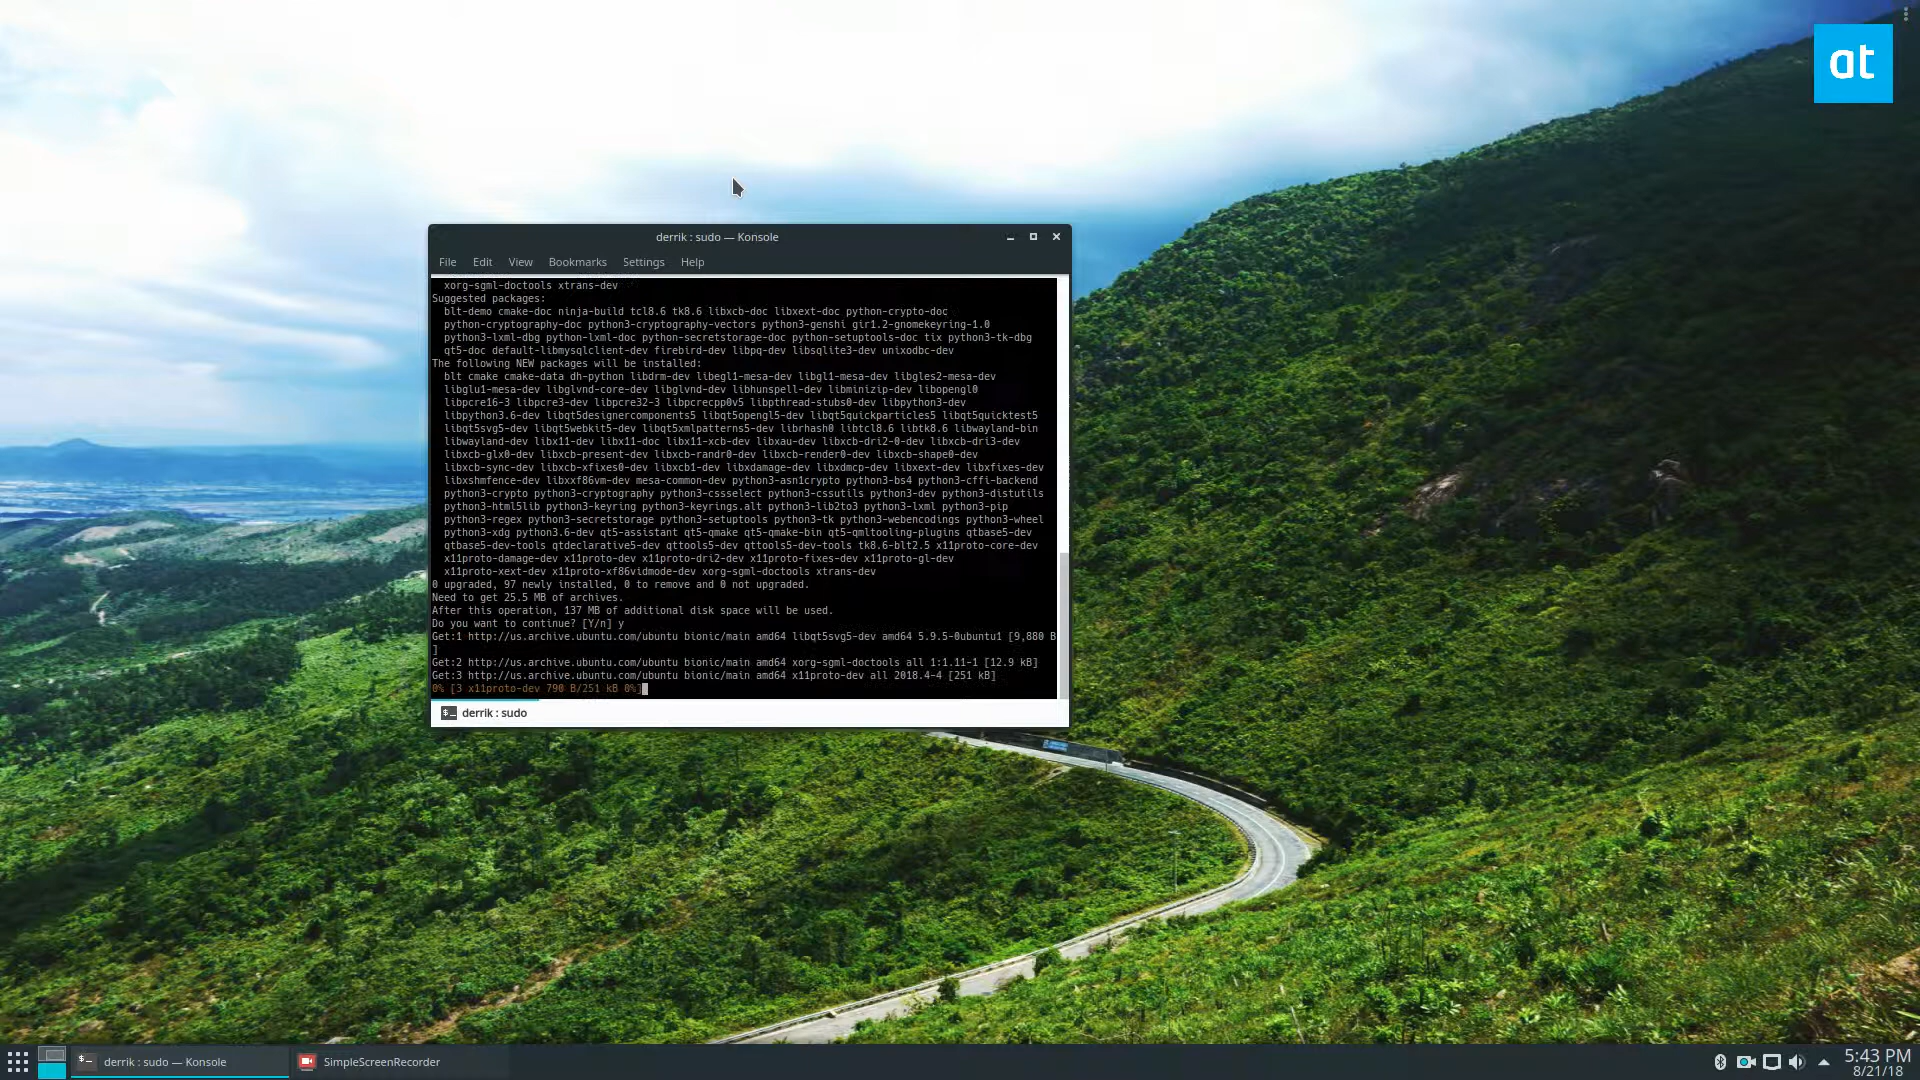 at
derrik : sudo — Konsole
File Edit View Bookmarks Settings Help
xorg-sgml-doctools xtrans-dev
Suggested packages:
blt-demo cmake-doc ninja-build tcl8.6 tk8.6 libxcb-doc libxext-doc python-crypto-doc
python-cryptography-doc python3-cryptography-vectors python3-genshi gir1.2-gnomekeyring-1.0
python3-lxml-dbg python-lxml-doc python-secretstorage-doc python-setuptools-doc tix python3-tk-dbg
qt5-doc default-libmysqlclient-dev firebird-dev libpq-dev libsqlite3-dev unixodbc-dev
The following NEW packages will be installed:
blt cmake cmake-data dh-python libdrm-dev libegl1-mesa-dev libgl1-mesa-dev libgles2-mesa-dev
libglu1-mesa-dev libglvnd-core-dev libglvnd-dev libhunspell-dev libminizip-dev libopengl0
libpcre16-3 libpcre3-dev libpcre32-3 libpcrecpp0v5 libpthread-stubs0-dev libpython3-dev
libpython3.6-dev libqt5designercomponents5 libqt5opengl5-dev libqt5quickparticles5 libqt5quicktest5
libqt5svg5-dev libqt5webkit5-dev libqt5xmlpatterns5-dev librhash0 libtcl8.6 libtk8.6 libwayland-bin
libwayland-dev libx11-dev libx11-doc libx11-xcb-dev libxau-dev libxcb-dri2-0-dev libxcb-dri3-dev
libxcb-glx0-dev libxcb-present-dev libxcb-randr0-dev libxcb-render0-dev libxcb-shape0-dev
libxcb-sync-dev libxcb-xfixes0-dev libxcb1-dev libxdamage-dev libxdmcp-dev libxext-dev libxfixes-dev
libxshmfence-dev libxxf86vm-dev mesa-common-dev python3-asn1crypto python3-bs4 python3-cffi-backend
python3-crypto python3-cryptography python3-cssselect python3-cssutils python3-dev python3-distutils
python3-html5lib python3-keyring python3-keyrings.alt python3-lib2to3 python3-lxml python3-pip
python3-regex python3-secretstorage python3-setuptools python3-tk python3-webencodings python3-wheel
python3-xdg python3.6-dev qt5-assistant qt5-qmake qt5-qmake-bin qt5-qmltooling-plugins qtbase5-dev
qtbase5-dev-tools qtdeclarative5-dev qttools5-dev qttools5-dev-tools tk8.6-blt2.5 x11proto-core-dev
x11proto-damage-dev x11proto-dev x11proto-dri2-dev x11proto-fixes-dev x11proto-gl-dev
x11proto-xext-dev x11proto-xf86vidmode-dev xorg-sgml-doctools xtrans-dev
0 upgraded, 97 newly installed, 0 to remove and 0 not upgraded.
Need to get 25.5 MB of archives.
After this operation, 137 MB of additional disk space will be used.
Do you want to continue? [Y/n] y
Get:1 http://us.archive.ubuntu.com/ubuntu bionic/main amd64 libqt5svg5-dev amd64 5.9.5-0ubuntu1 [9,880 B
]
Get:2 http://us.archive.ubuntu.com/ubuntu bionic/main amd64 xorg-sgml-doctools all 1:1.11-1 [12.9 kB]
Get:3 http://us.archive.ubuntu.com/ubuntu bionic/main amd64 x11proto-dev all 2018.4-4 [251 kB]
0% [3 x11proto-dev 790 B/251 kB 0%]
derrik : sudo
derrik : sudo — Konsole
SimpleScreenRecorder
5:43 PM
8/21/18